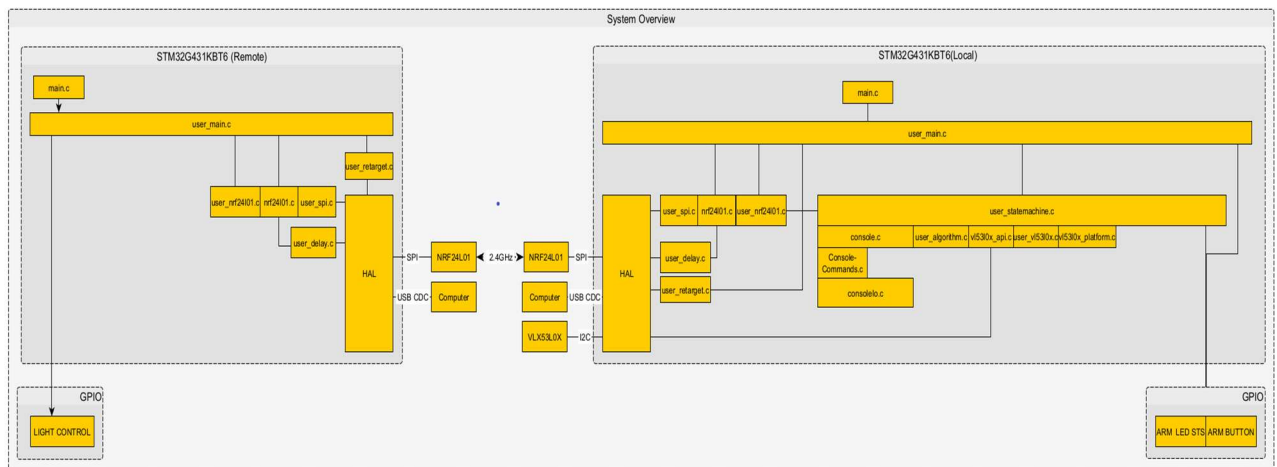 System Overview
STM32G431KBT6 (Remote)
main.c
user_main.c
user_retarget.c
user_nrf24l01.c
nrf24l01.c
user_spi.c
user_delay.c
HAL
SPI
NRF24L01
2.4GHz
USB CDC
Computer
GPIO
LIGHT CONTROL
STM32G431KBT6(Local)
main.c
user_main.c
NRF24L01
SPI
Computer
USB CDC
VLX53L0X
I2C
HAL
user_spi.c
nrf24l01.c
user_nrf24l01.c
user_delay.c
user_retarget.c
user_statemachine.c
console.c
user_algorithm.c
vl53l0x_api.c
user_vl53l0x.c
vl53l0x_platform.c
Console-
Commands.c
consoleIo.c
GPIO
ARM LED STS
ARM BUTTON